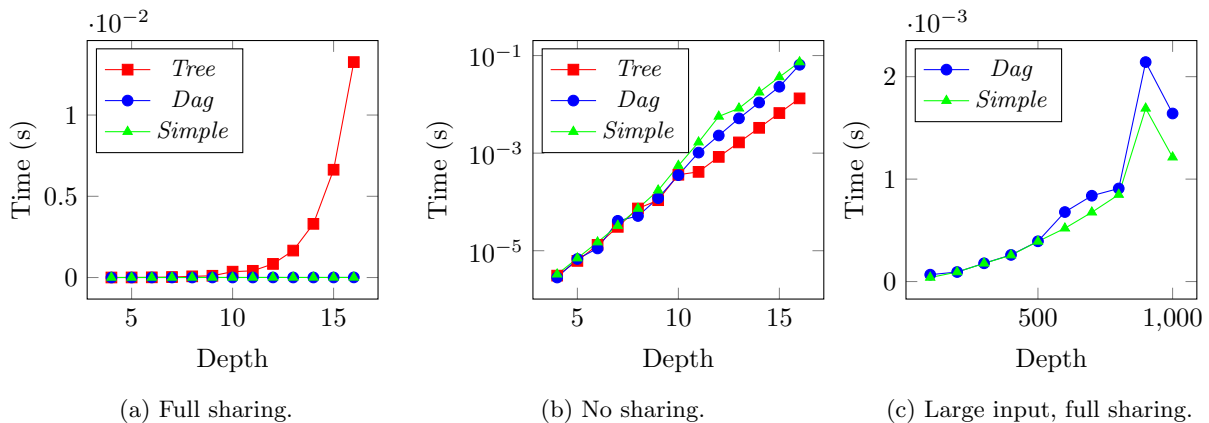 ·10−2
Tree
Dag
Simple
1
0.5
0
5 10 15
Time (s)
Depth
(a) Full sharing.
Tree
Dag
Simple
10−1
10−3
10−5
5 10 15
Time (s)
Depth
(b) No sharing.
·10−3
Dag
Simple
2
1
0
500 1,000
Time (s)
Depth
(c) Large input, full sharing.